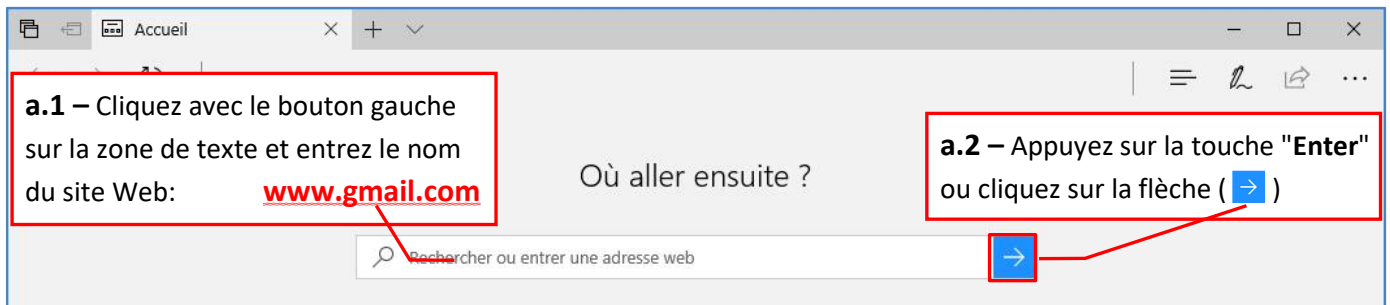 Accueil
a.1 – Cliquez avec le bouton gauche
sur la zone de texte et entrez le nom
du site Web: www.gmail.com
Où aller ensuite ?
a.2 – Appuyez sur la touche "Enter"
ou cliquez sur la flèche ( → )
Rechercher ou entrer une adresse web